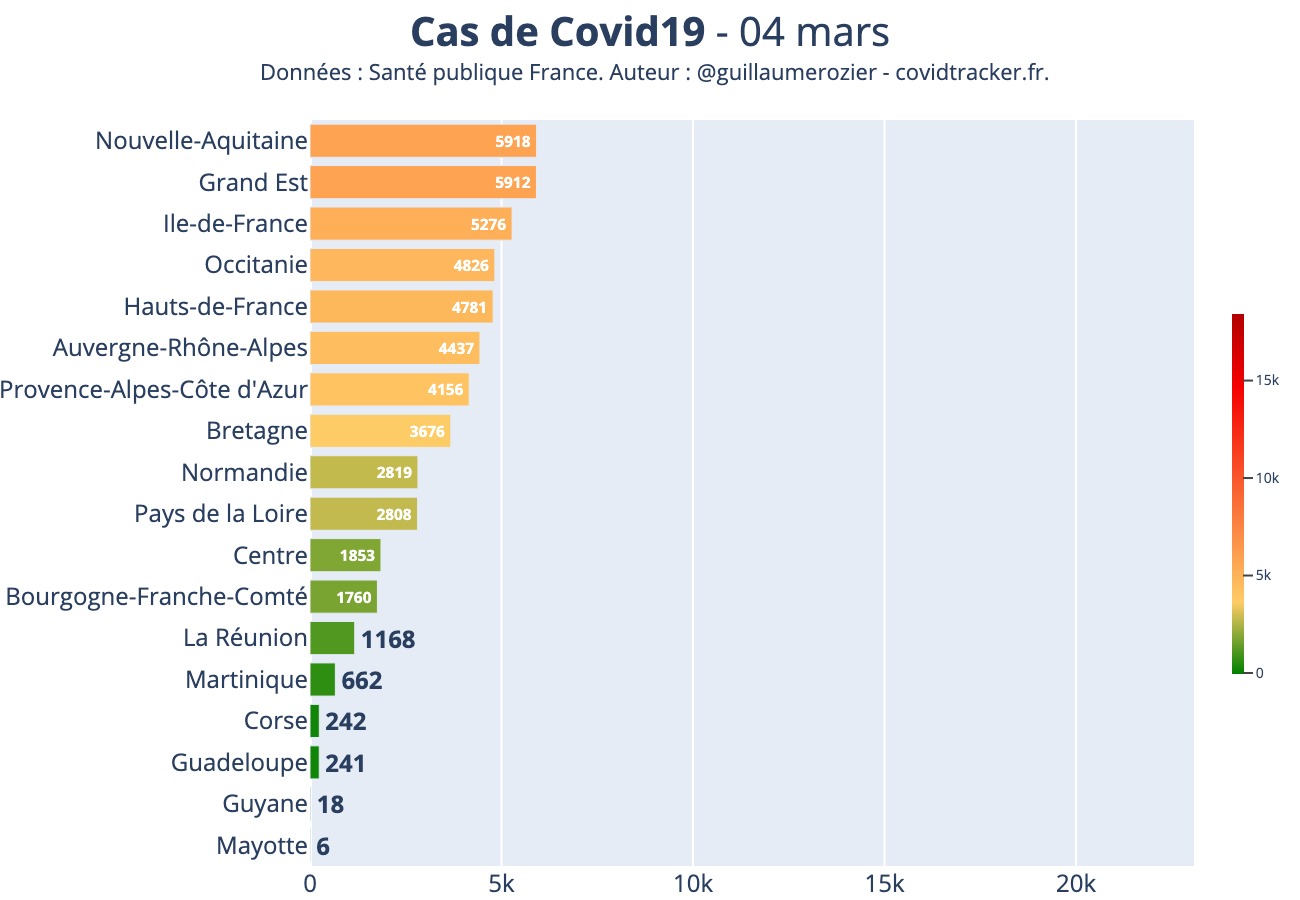 Cas de Covid19 - 04 mars
Données : Santé publique France. Auteur : @guillaumerozier - covidtracker.fr.
Nouvelle-Aquitaine 5918
Grand Est 5912
Ile-de-France 5276
Occitanie 4826
Hauts-de-France 4781
Auvergne-Rhône-Alpes 4437
Provence-Alpes-Côte d'Azur 4156
Bretagne 3676
Normandie 2819
Pays de la Loire 2808
Centre 1853
Bourgogne-Franche-Comté 1760
La Réunion 1168
Martinique 662
Corse 242
Guadeloupe 241
Guyane 18
Mayotte 6
0 5k 10k 15k 20k
15k
10k
5k
0